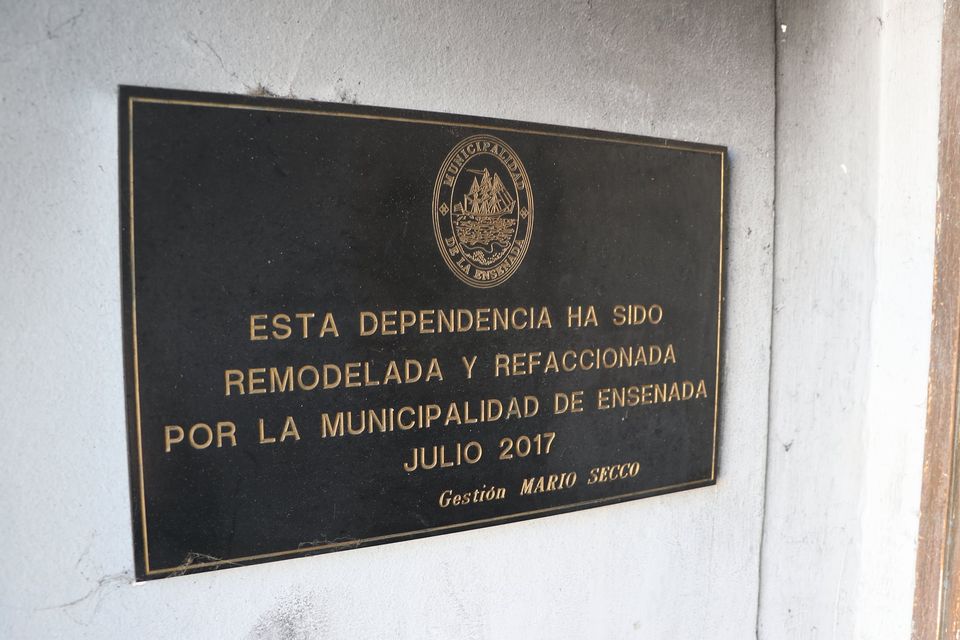 MUNICIPALIDAD
DE LA ENSENADA
ESTA DEPENDENCIA HA SIDO
REMODELADA Y REFACCIONADA
POR LA MUNICIPALIDAD DE ENSENADA
JULIO 2017
Gestión MARIO SECCO